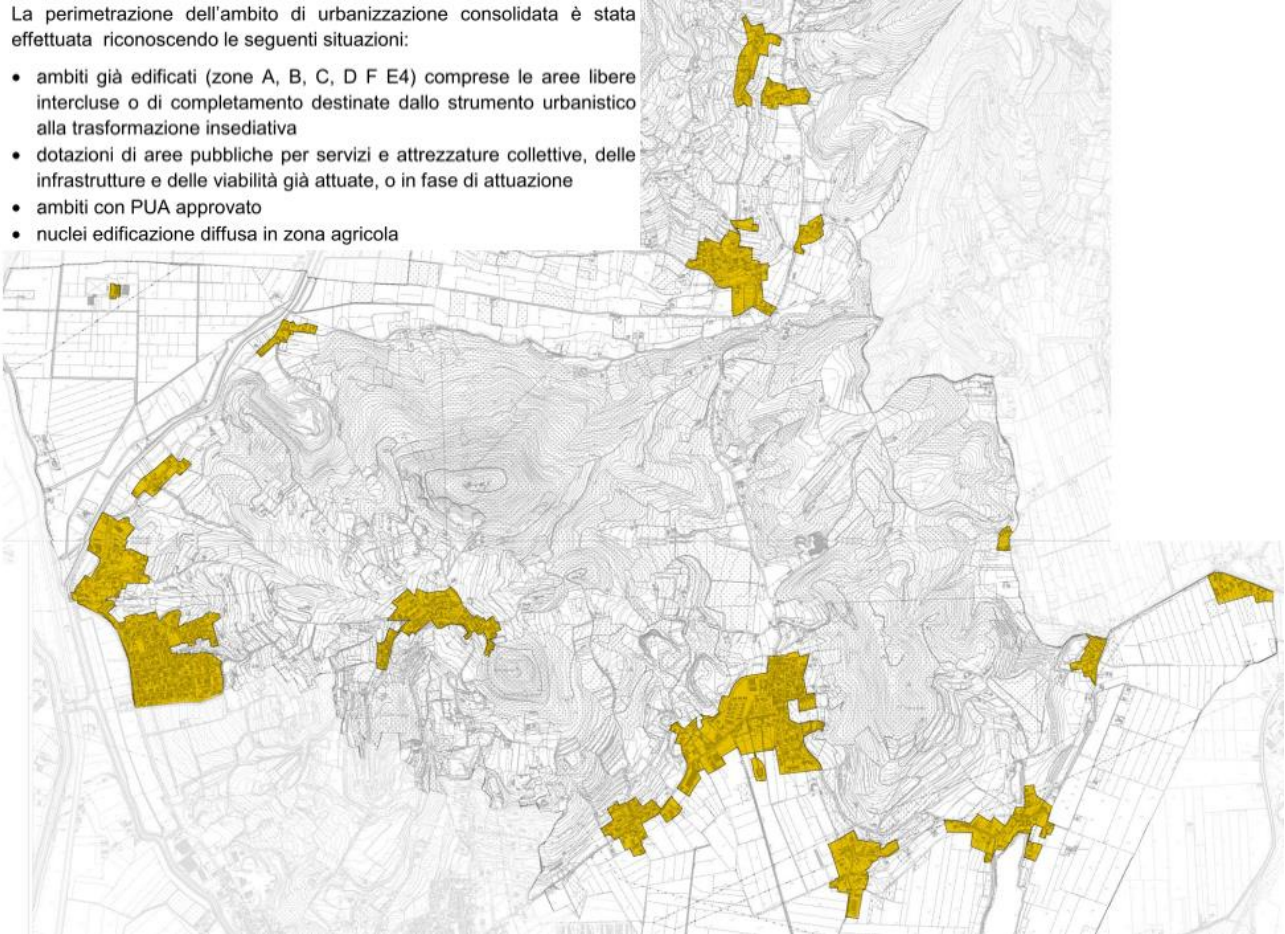 La perimetrazione dell'ambito di urbanizzazione consolidata è stata
effettuata riconoscendo le seguenti situazioni:
• ambiti già edificati (zone A, B, C, D F E4) comprese le aree libere
intercluse o di completamento destinate dallo strumento urbanistico
alla trasformazione insediativa
• dotazioni di aree pubbliche per servizi e attrezzature collettive, delle
infrastrutture e delle viabilità già attuate, o in fase di attuazione
• ambiti con PUA approvato
• nuclei edificazione diffusa in zona agricola